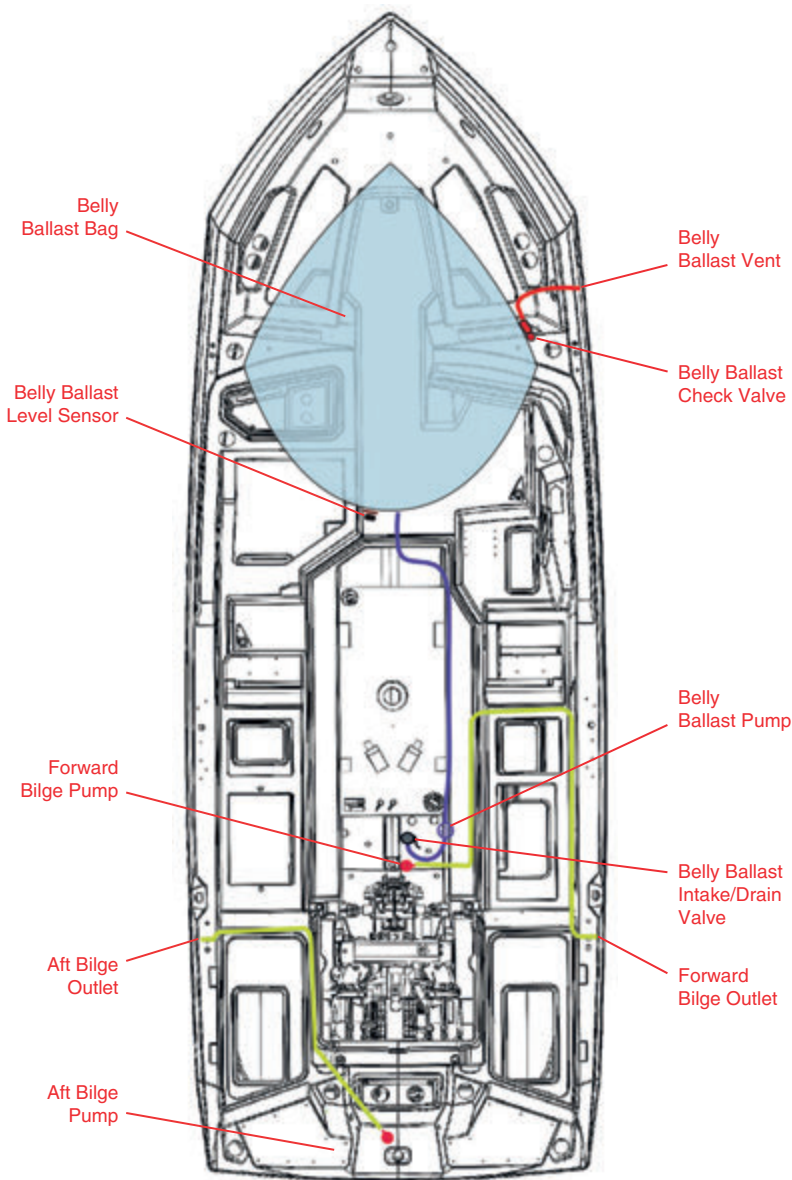 Belly
Ballast Bag
Belly
Ballast Vent
Belly Ballast
Check Valve
Belly Ballast
Level Sensor
Belly
Ballast Pump
Forward
Bilge Pump
Belly Ballast
Intake/Drain
Valve
Aft Bilge
Outlet
Forward
Bilge Outlet
Aft Bilge
Pump